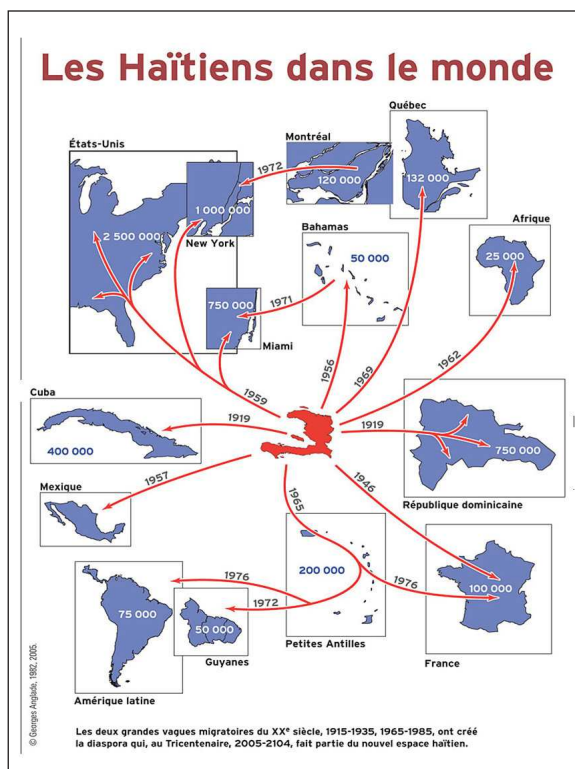 Les Haïtiens dans le monde
Québec
132 000
Montréal
120 000
1972
États-Unis
2 500 000
1 000 000
New York
Afrique
25 000
Bahamas
50 000
750 000
Miami
1971
1956
1969
1962
1959
Cuba
400 000
1919
1919
750 000
République dominicaine
Mexique
1957
1965
1946
200 000
Petites Antilles
1976
1972
1976
100 000
France
75 000
Amérique latine
50 000
Guyanes
© Georges Anglade, 1982, 2005.
Les deux grandes vagues migratoires du XXe siècle, 1915-1935, 1965-1985, ont créé
la diaspora qui, au Tricentenaire, 2005-2104, fait partie du nouvel espace haïtien.